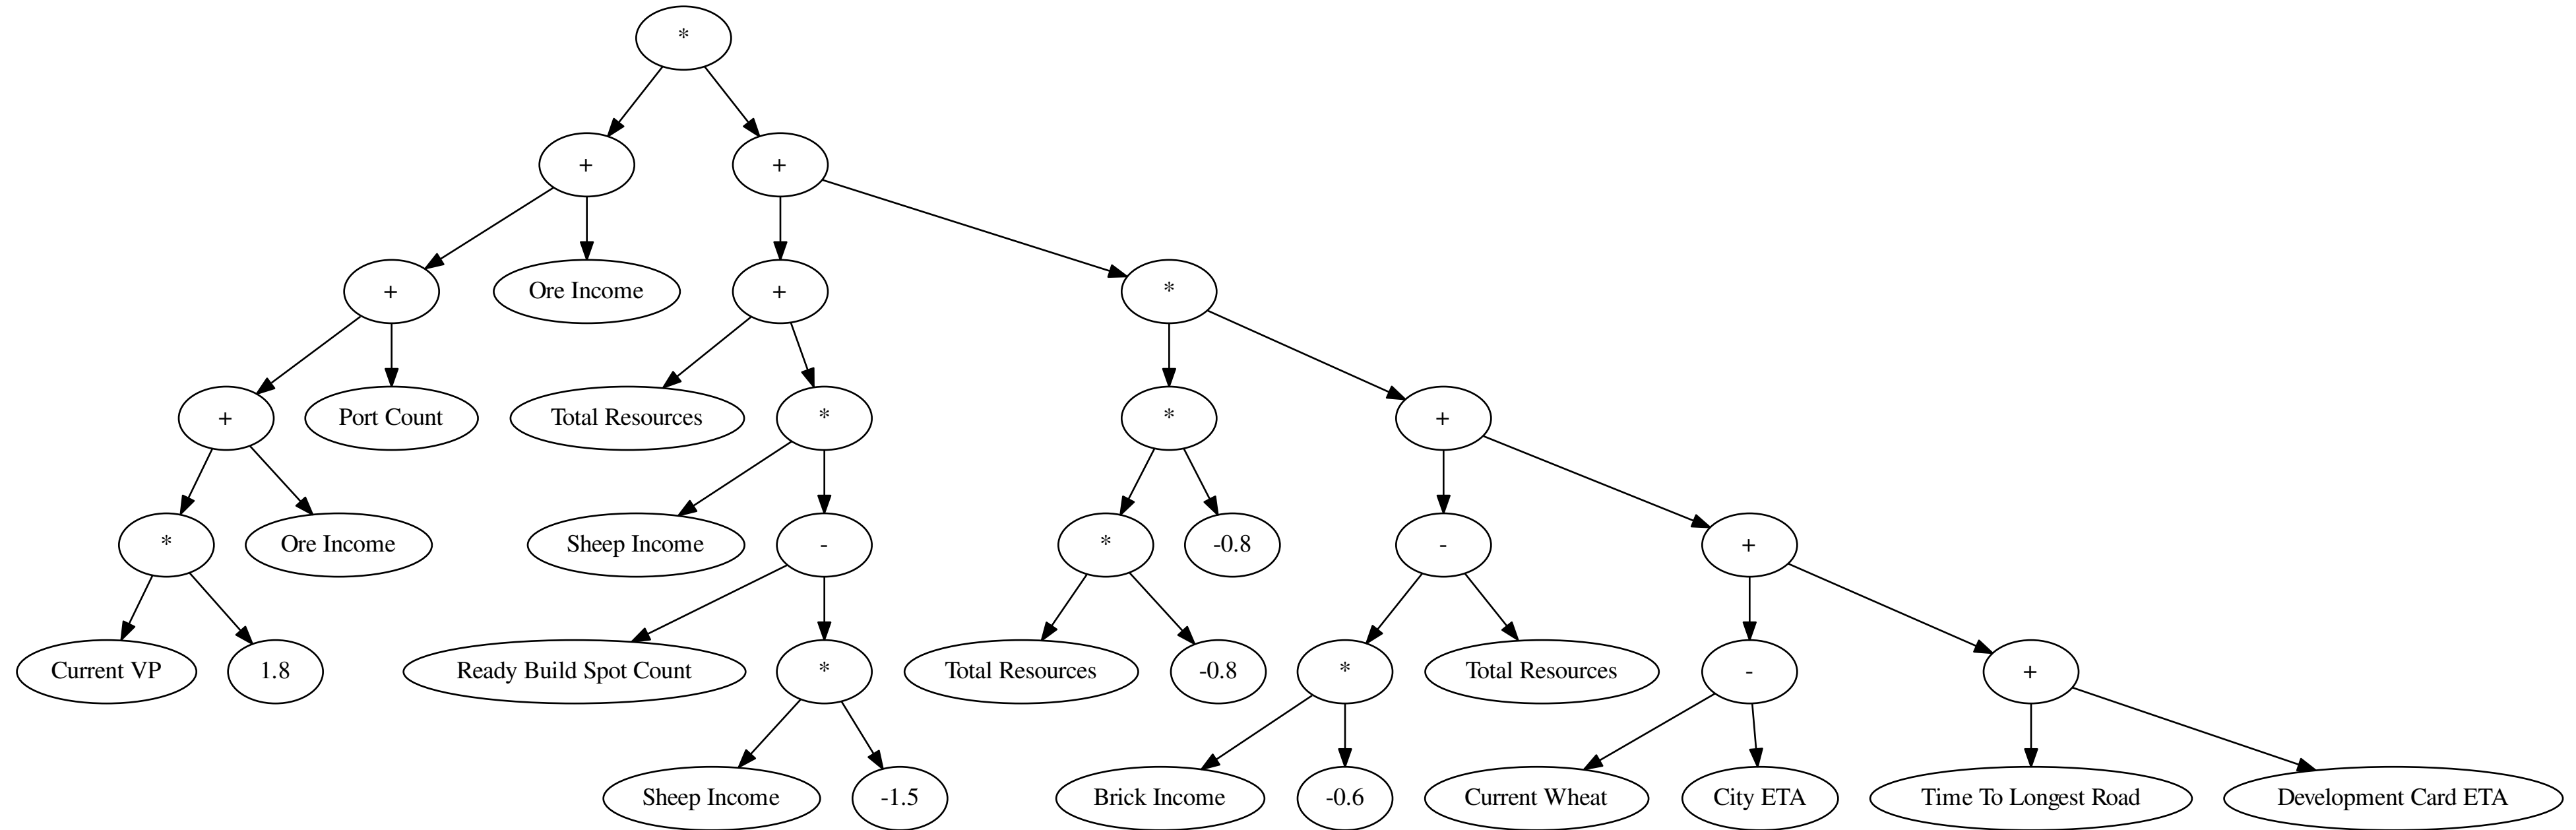 *
+
+
+
Ore Income
+
*
+
Port Count
Total Resources
*
*
+
*
Ore Income
Sheep Income
-
*
-0.8
-
+
Current VP
1.8
Ready Build Spot Count
*
Total Resources
-0.8
*
Total Resources
-
+
Sheep Income
-1.5
Brick Income
-0.6
Current Wheat
City ETA
Time To Longest Road
Development Card ETA